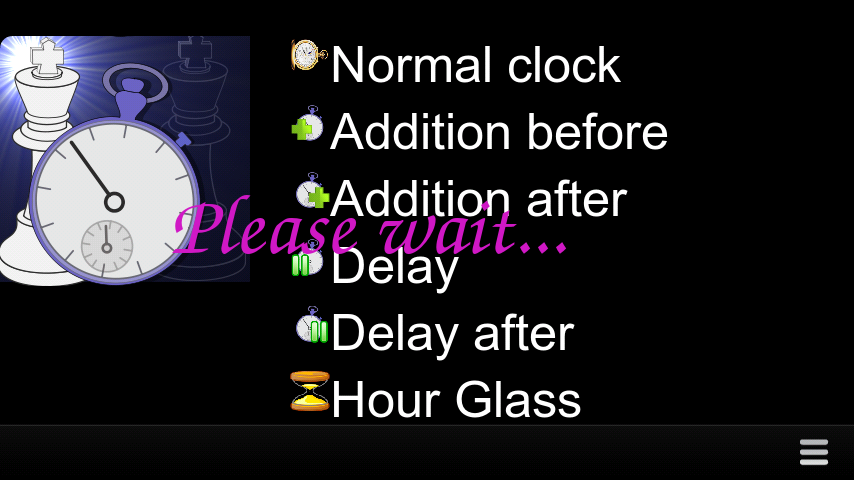 Normal clock
Addition before
Addition after
Please wait...
Delay
Delay after
Hour Glass